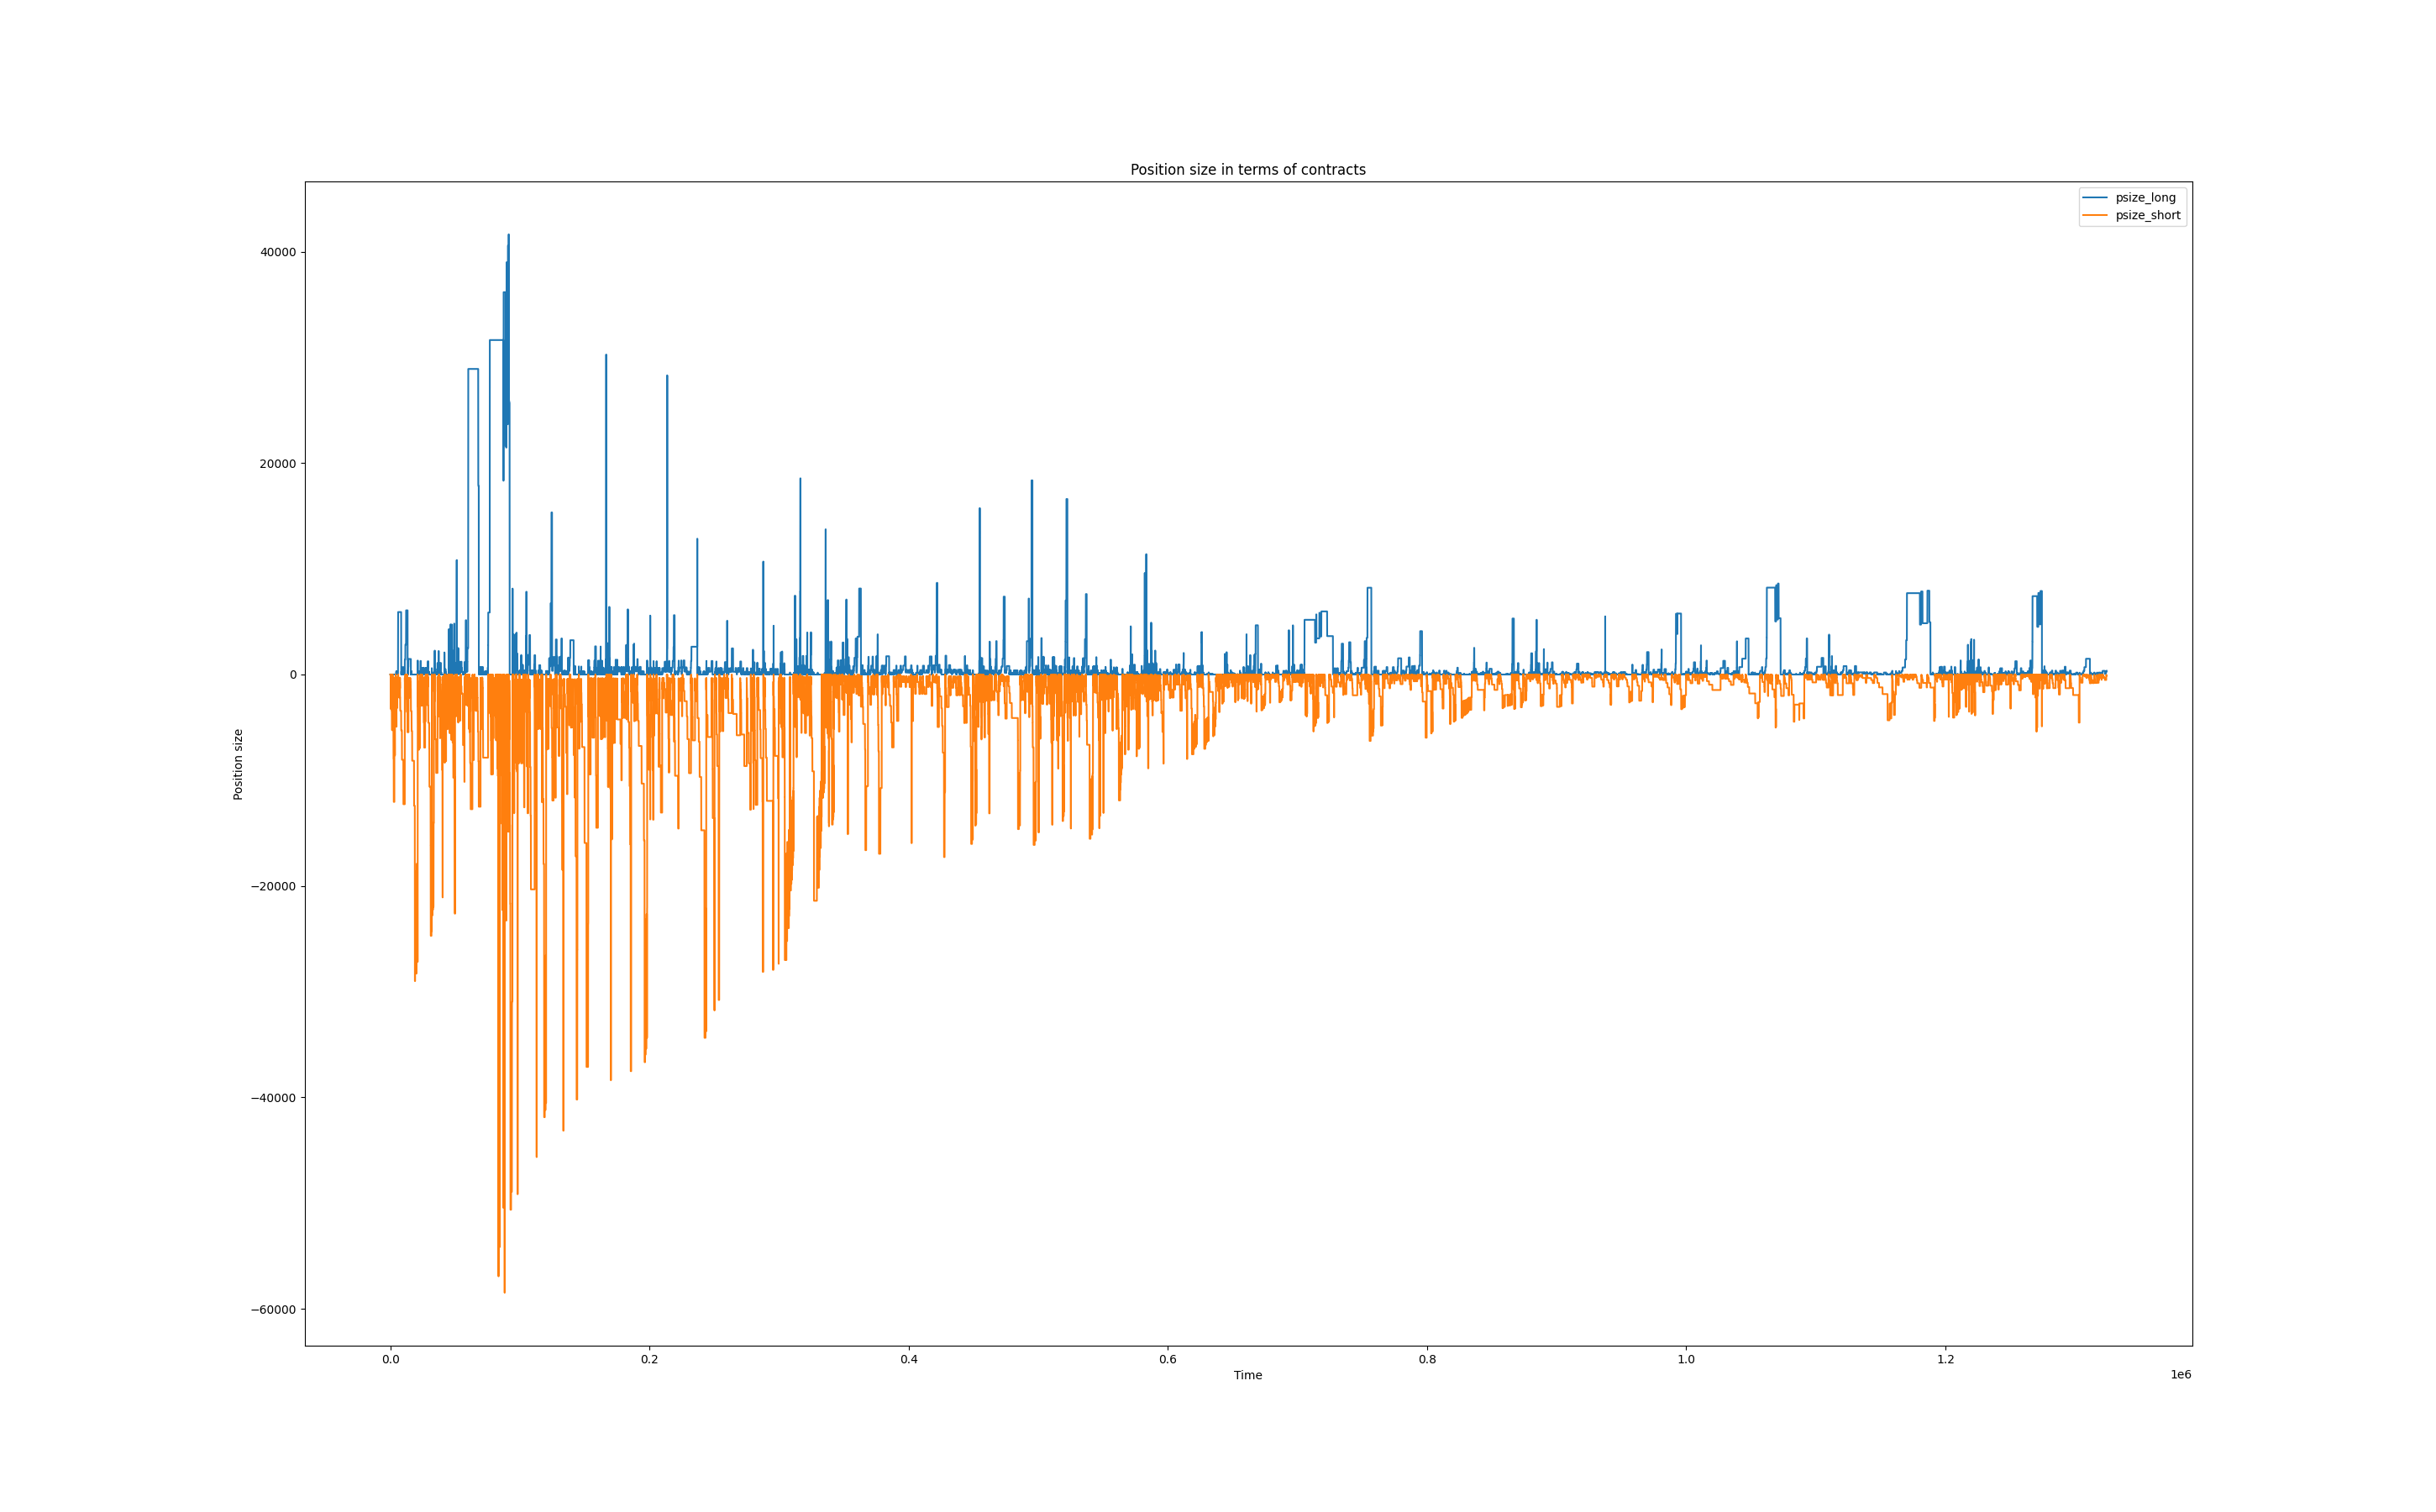 Position size in terms of contracts
psize_long
psize_short
40000
20000
0
−20000
−40000
−60000
Position size
0.0
0.2
0.4
0.6
0.8
1.0
1.2
1e6
Time